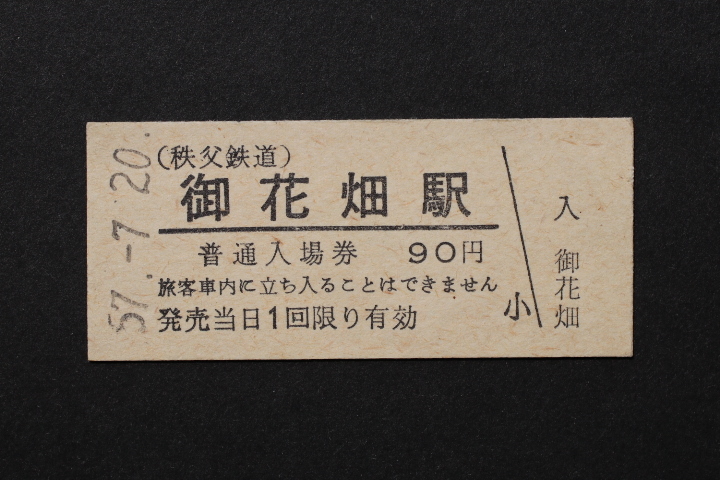 57.-7.20.
（秩父鉄道）
御花畑駅
普通入場券 90円
旅客車内に立ち入ることはできません
発売当日1回限り有効
小
入
御花畑